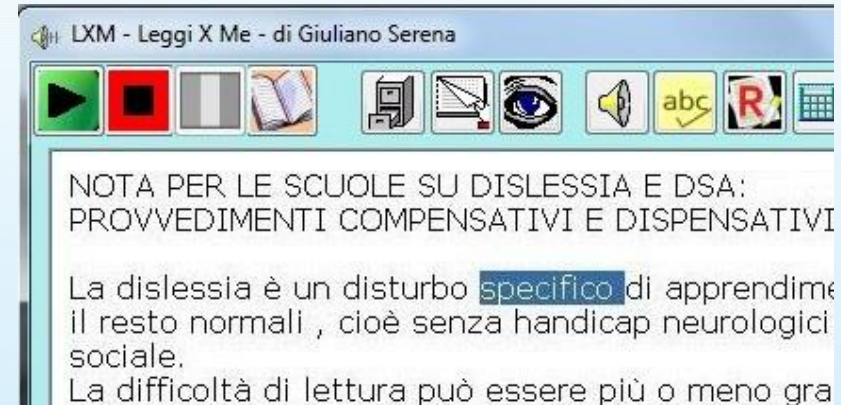 LXM - Leggi X Me - di Giuliano Serena
abc R
NOTA PER LE SCUOLE SU DISLESSIA E DSA:
PROVVEDIMENTI COMPENSATIVI E DISPENSATIVI
La dislessia è un disturbo specifico di apprendime
il resto normali , cioè senza handicap neurologici
sociale.
La difficoltà di lettura può essere più o meno gra